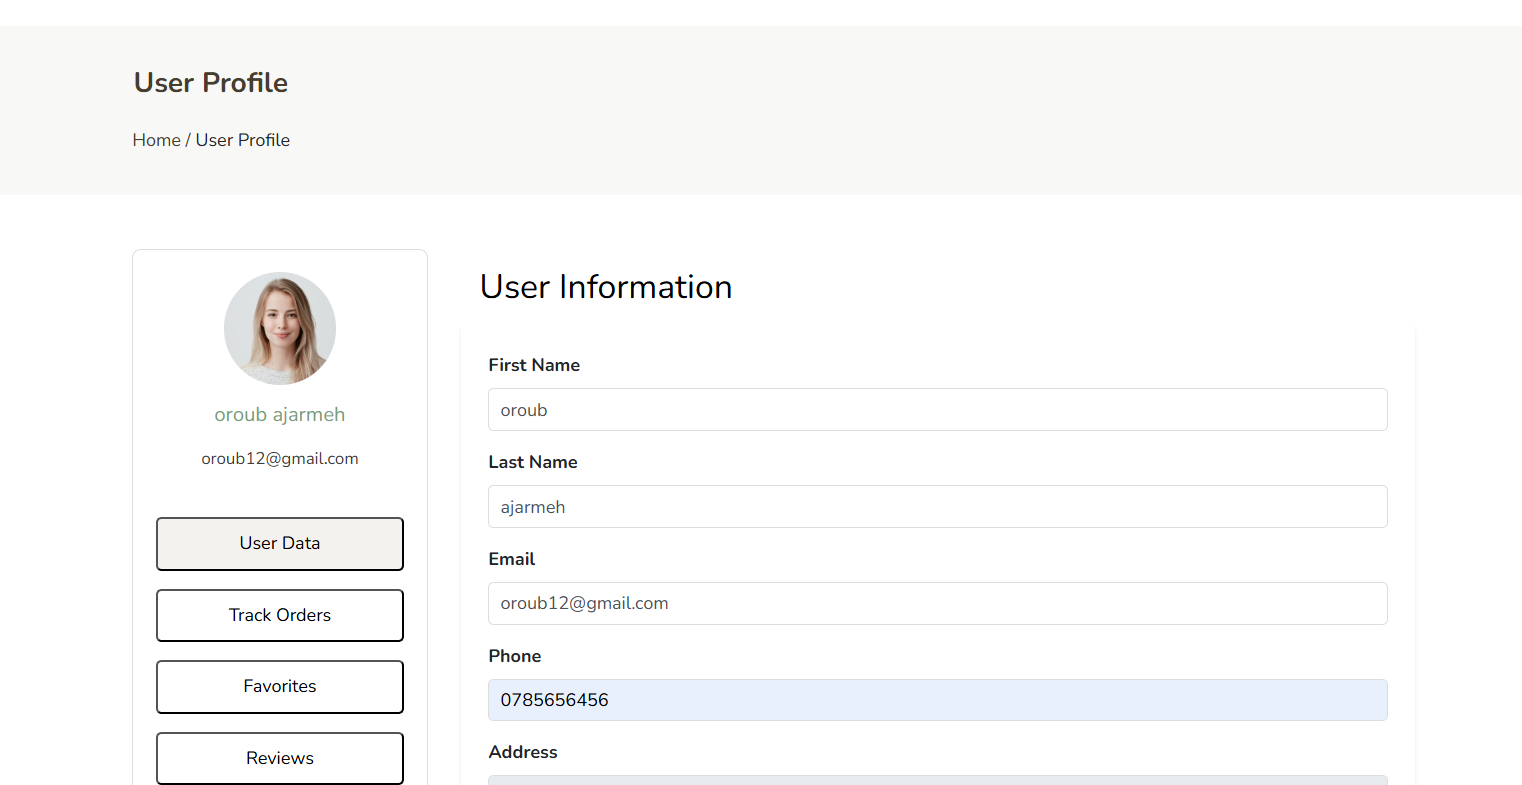 User Profile
Home / User Profile
oroub ajarmeh
oroub12@gmail.com
User Data
Track Orders
Favorites
Reviews
User Information
First Name
oroub
Last Name
ajarmeh
Email
oroub12@gmail.com
Phone
0785656456
Address